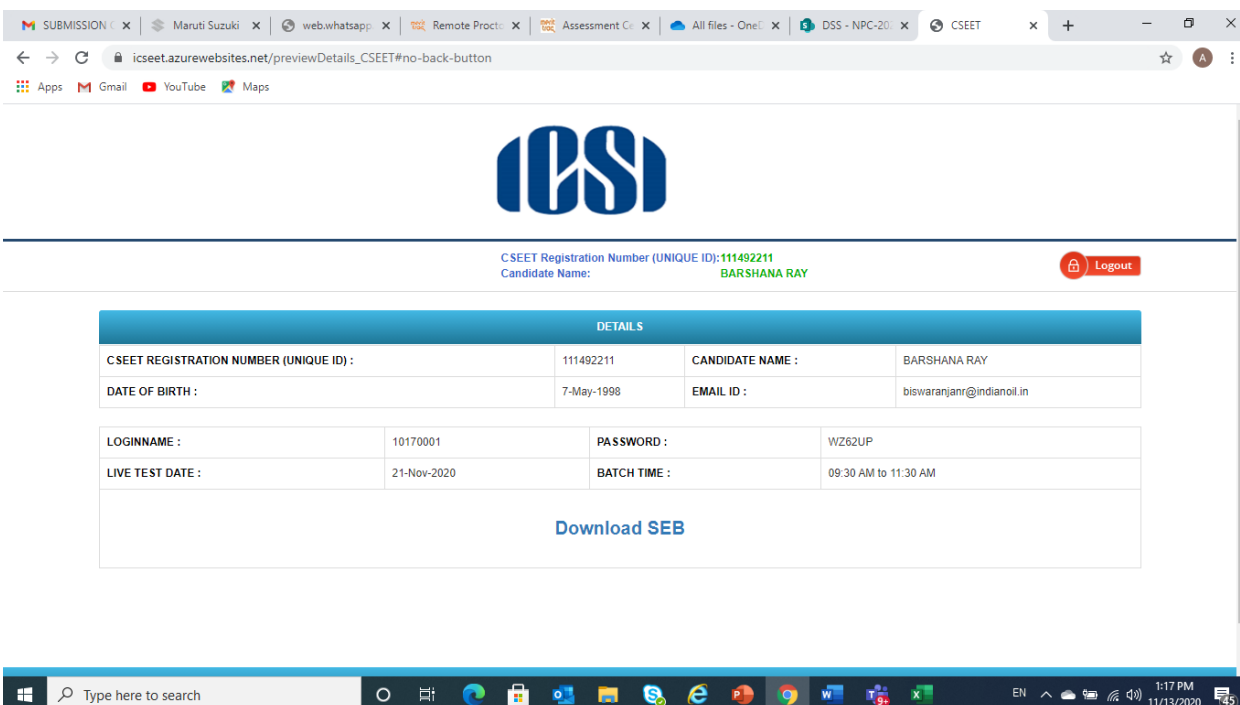 SUBMISSION C
Maruti Suzuki
web.whatsapp.
Remote Procto
Assessment Ce
All files - OneD
DSS - NPC-202
CSEET
icseet.azurewebsites.net/previewDetails_CSEET#no-back-button
A
Apps
Gmail
YouTube
Maps
ICSI
CSEET Registration Number (UNIQUE ID):111492211
Candidate Name: BARSHANA RAY
Logout
DETAILS
CSEET REGISTRATION NUMBER (UNIQUE ID) : 111492211 CANDIDATE NAME : BARSHANA RAY
DATE OF BIRTH : 7-May-1998 EMAIL ID : biswaranjanr@indianoil.in
LOGINNAME : 10170001 PASSWORD : WZ62UP
LIVE TEST DATE : 21-Nov-2020 BATCH TIME : 09:30 AM to 11:30 AM
Download SEB
Type here to search
9+
EN
1:17 PM
11/13/2020
45